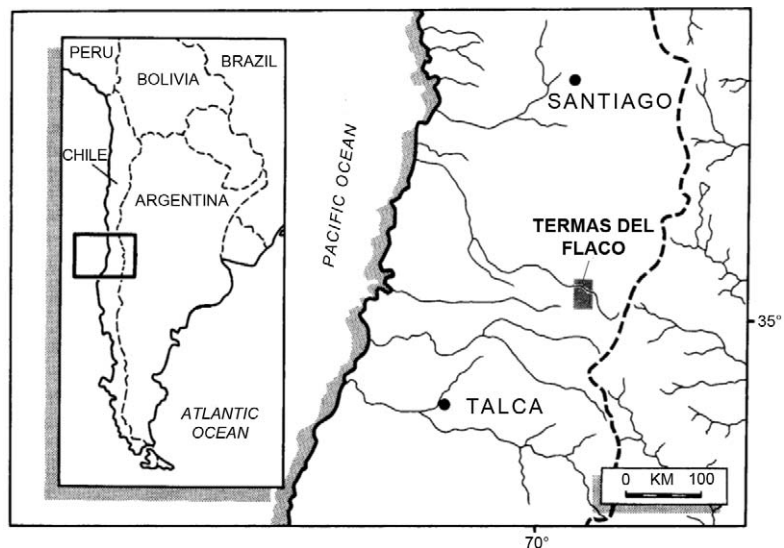 PERU
BRAZIL
BOLIVIA
CHILE
ARGENTINA
ATLANTIC
OCEAN
PACIFIC OCEAN
SANTIAGO
TERMAS DEL
FLACO
35°
TALCA
0 KM 100
70°